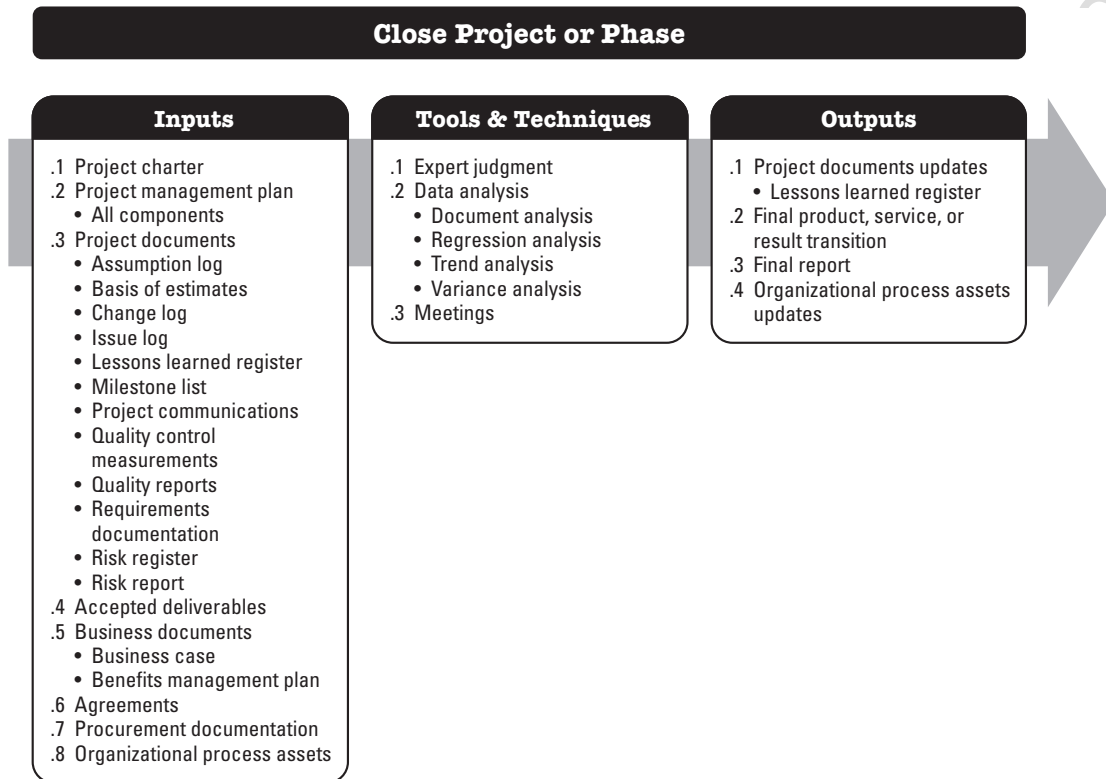 Close Project or Phase
Inputs
.1 Project charter
.2 Project management plan
• All components
.3 Project documents
• Assumption log
• Basis of estimates
• Change log
• Issue log
• Lessons learned register
• Milestone list
• Project communications
• Quality control
measurements
• Quality reports
• Requirements
documentation
• Risk register
• Risk report
.4 Accepted deliverables
.5 Business documents
• Business case
• Benefits management plan
.6 Agreements
.7 Procurement documentation
.8 Organizational process assets
Tools & Techniques
.1 Expert judgment
.2 Data analysis
• Document analysis
• Regression analysis
• Trend analysis
• Variance analysis
.3 Meetings
Outputs
.1 Project documents updates
• Lessons learned register
.2 Final product, service, or
result transition
.3 Final report
.4 Organizational process assets
updates